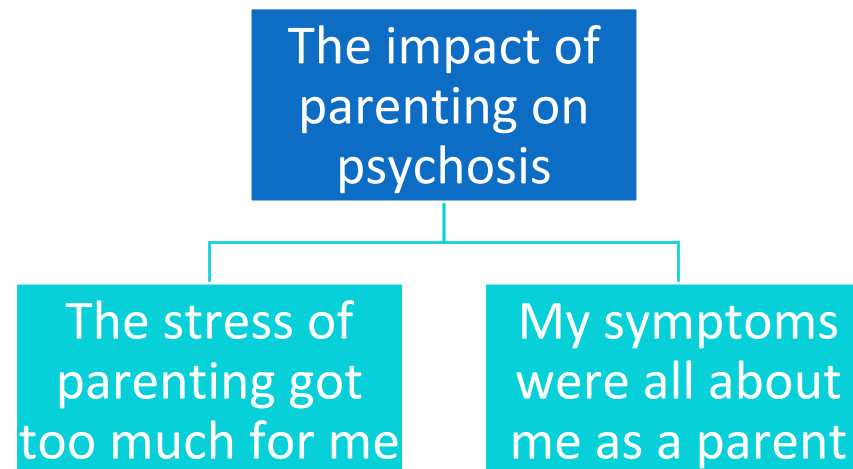 The impact of
parenting on
psychosis
The stress of
parenting got
too much for me
My symptoms
were all about
me as a parent